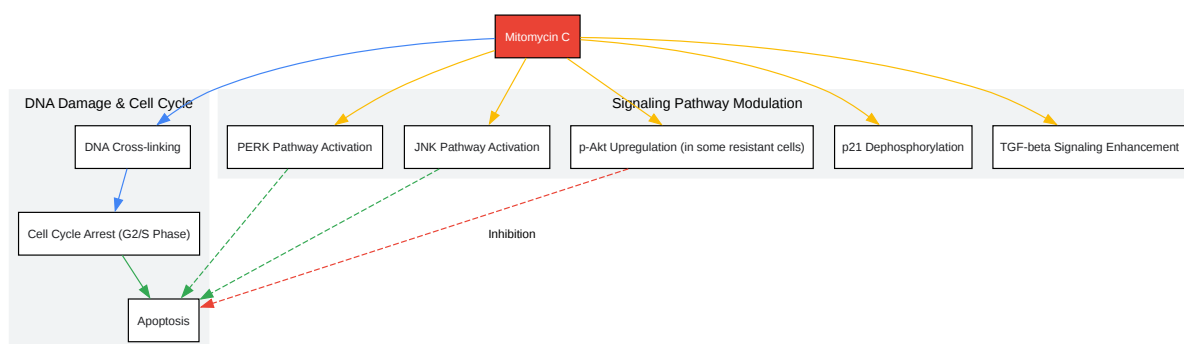 Mitomycin C
DNA Damage & Cell Cycle
Signaling Pathway Modulation
DNA Cross-linking
PERK Pathway Activation
JNK Pathway Activation
p-Akt Upregulation (in some resistant cells)
p21 Dephosphorylation
TGF-beta Signaling Enhancement
Cell Cycle Arrest (G2/S Phase)
Inhibition
Apoptosis